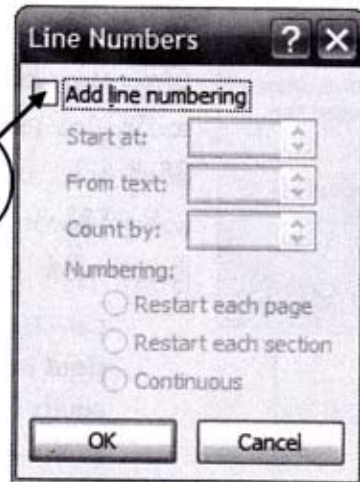 Line Numbers ? X
Add line numbering
Start at:
From text:
Count by:
Numbering:
Restart each page
Restart each section
Continuous
OK Cancel